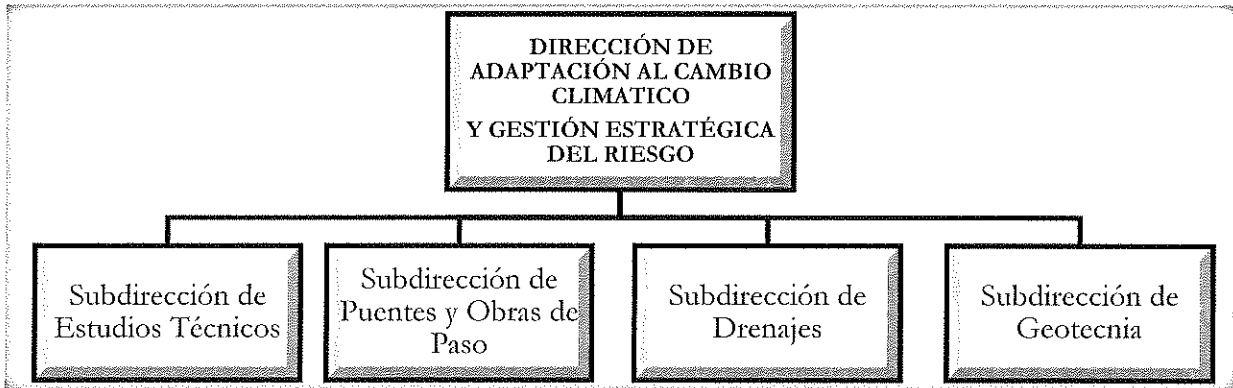 DIRECCIÓN DE
ADAPTACIÓN AL CAMBIO
CLIMATICO
Y GESTIÓN ESTRATÉGICA
DEL RIESGO
Subdirección de
Estudios Técnicos
Subdirección de
Puentes y Obras de
Paso
Subdirección de
Drenajes
Subdirección de
Geotecnia